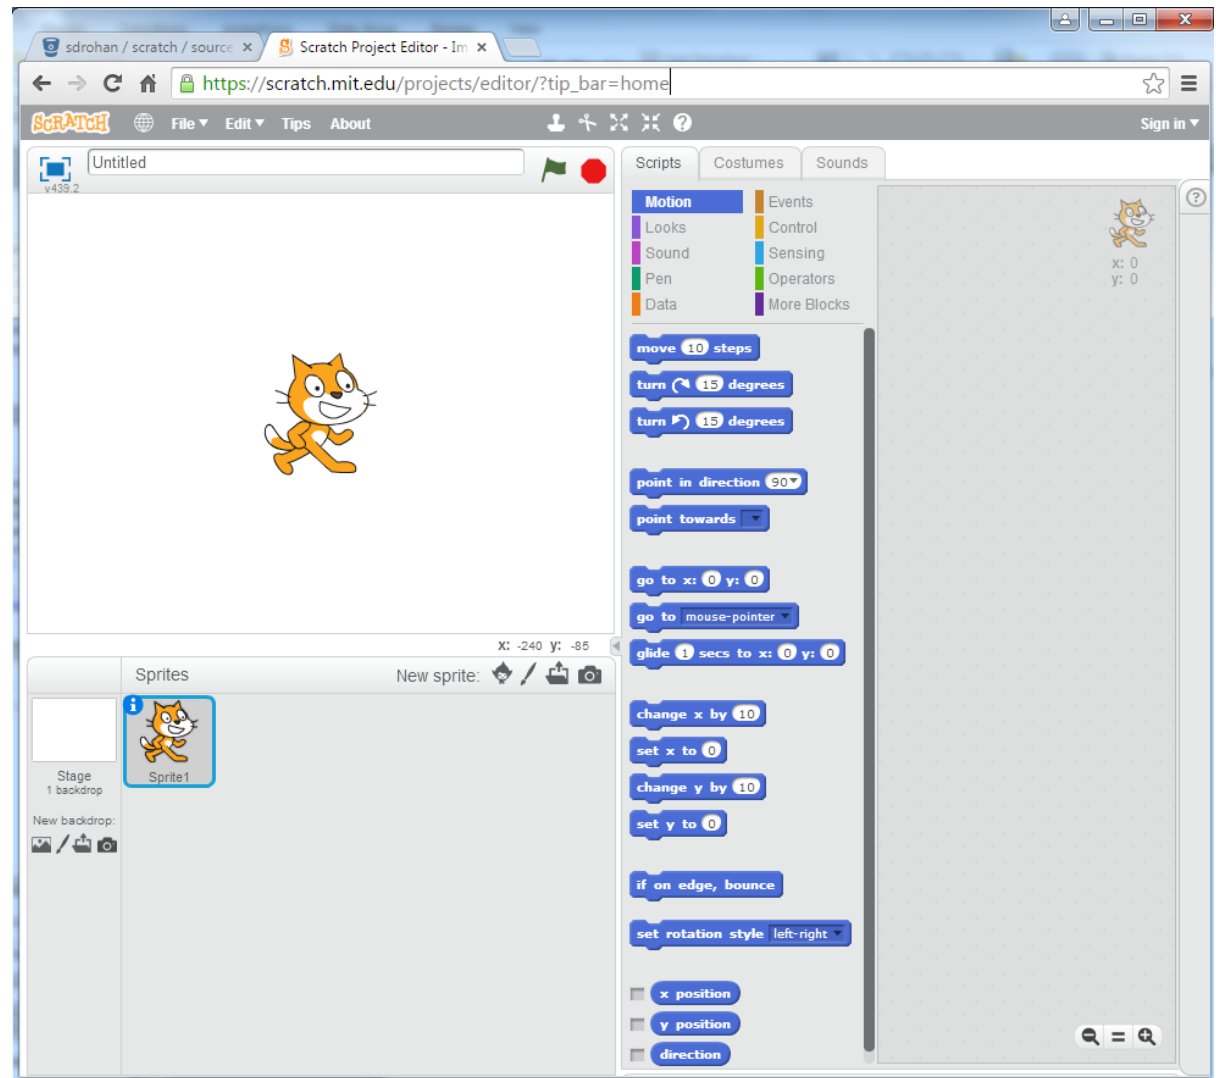 sdrohan / scratch / source
Scratch Project Editor - Im
https://scratch.mit.edu/projects/editor/?tip_bar=home
SCRATCH File Edit Tips About Sign in
v439.2
Untitled
Scripts Costumes Sounds
Motion Events
Looks Control
Sound Sensing
Pen Operators
Data More Blocks
x: 0
y: 0
move 10 steps
turn 15 degrees
turn 15 degrees
point in direction 90
point towards
go to x: 0 y: 0
go to mouse-pointer
glide 1 secs to x: 0 y: 0
change x by 10
set x to 0
change y by 10
set y to 0
if on edge, bounce
set rotation style left-right
x position
y position
direction
X: -240 y: -85
Sprites New sprite:
Stage
1 backdrop
Sprite1
New backdrop: